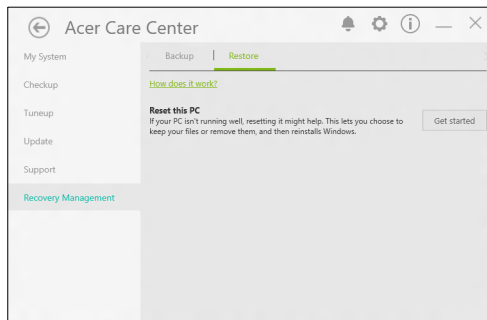 Acer Care Center
My System
Checkup
Tuneup
Update
Support
Recovery Management
Backup
Restore
How does it work?
Reset this PC
If your PC isn't running well, resetting it might help. This lets you choose to
keep your files or remove them, and then reinstalls Windows.
Get started